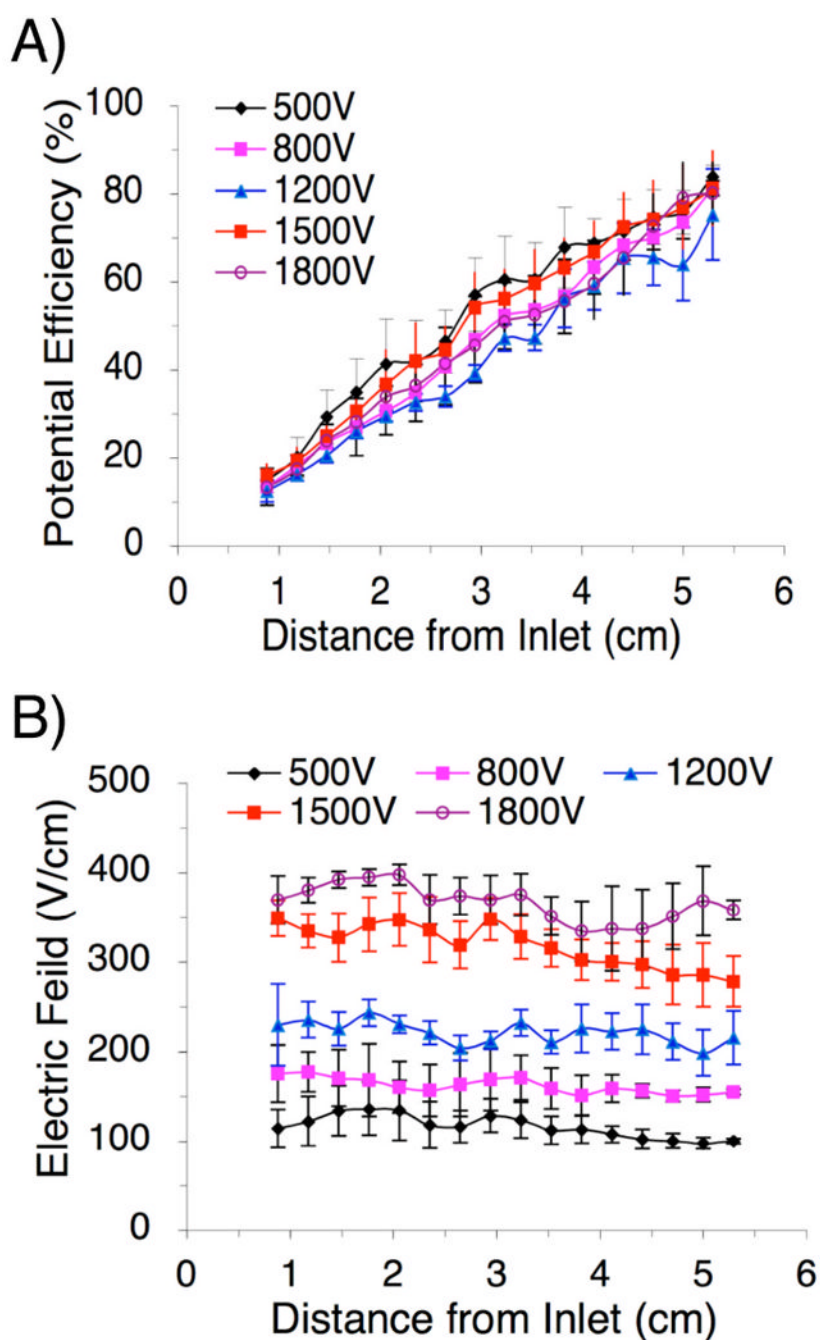 A)
Potential Efficiency (%)
100
80
60
40
20
0
500V
800V
1200V
1500V
1800V
0 1 2 3 4 5 6
Distance from Inlet (cm)
B)
Electric Feild (V/cm)
500V 800V 1200V
1500V 1800V
500
400
300
200
100
0
0 1 2 3 4 5 6
Distance from Inlet (cm)